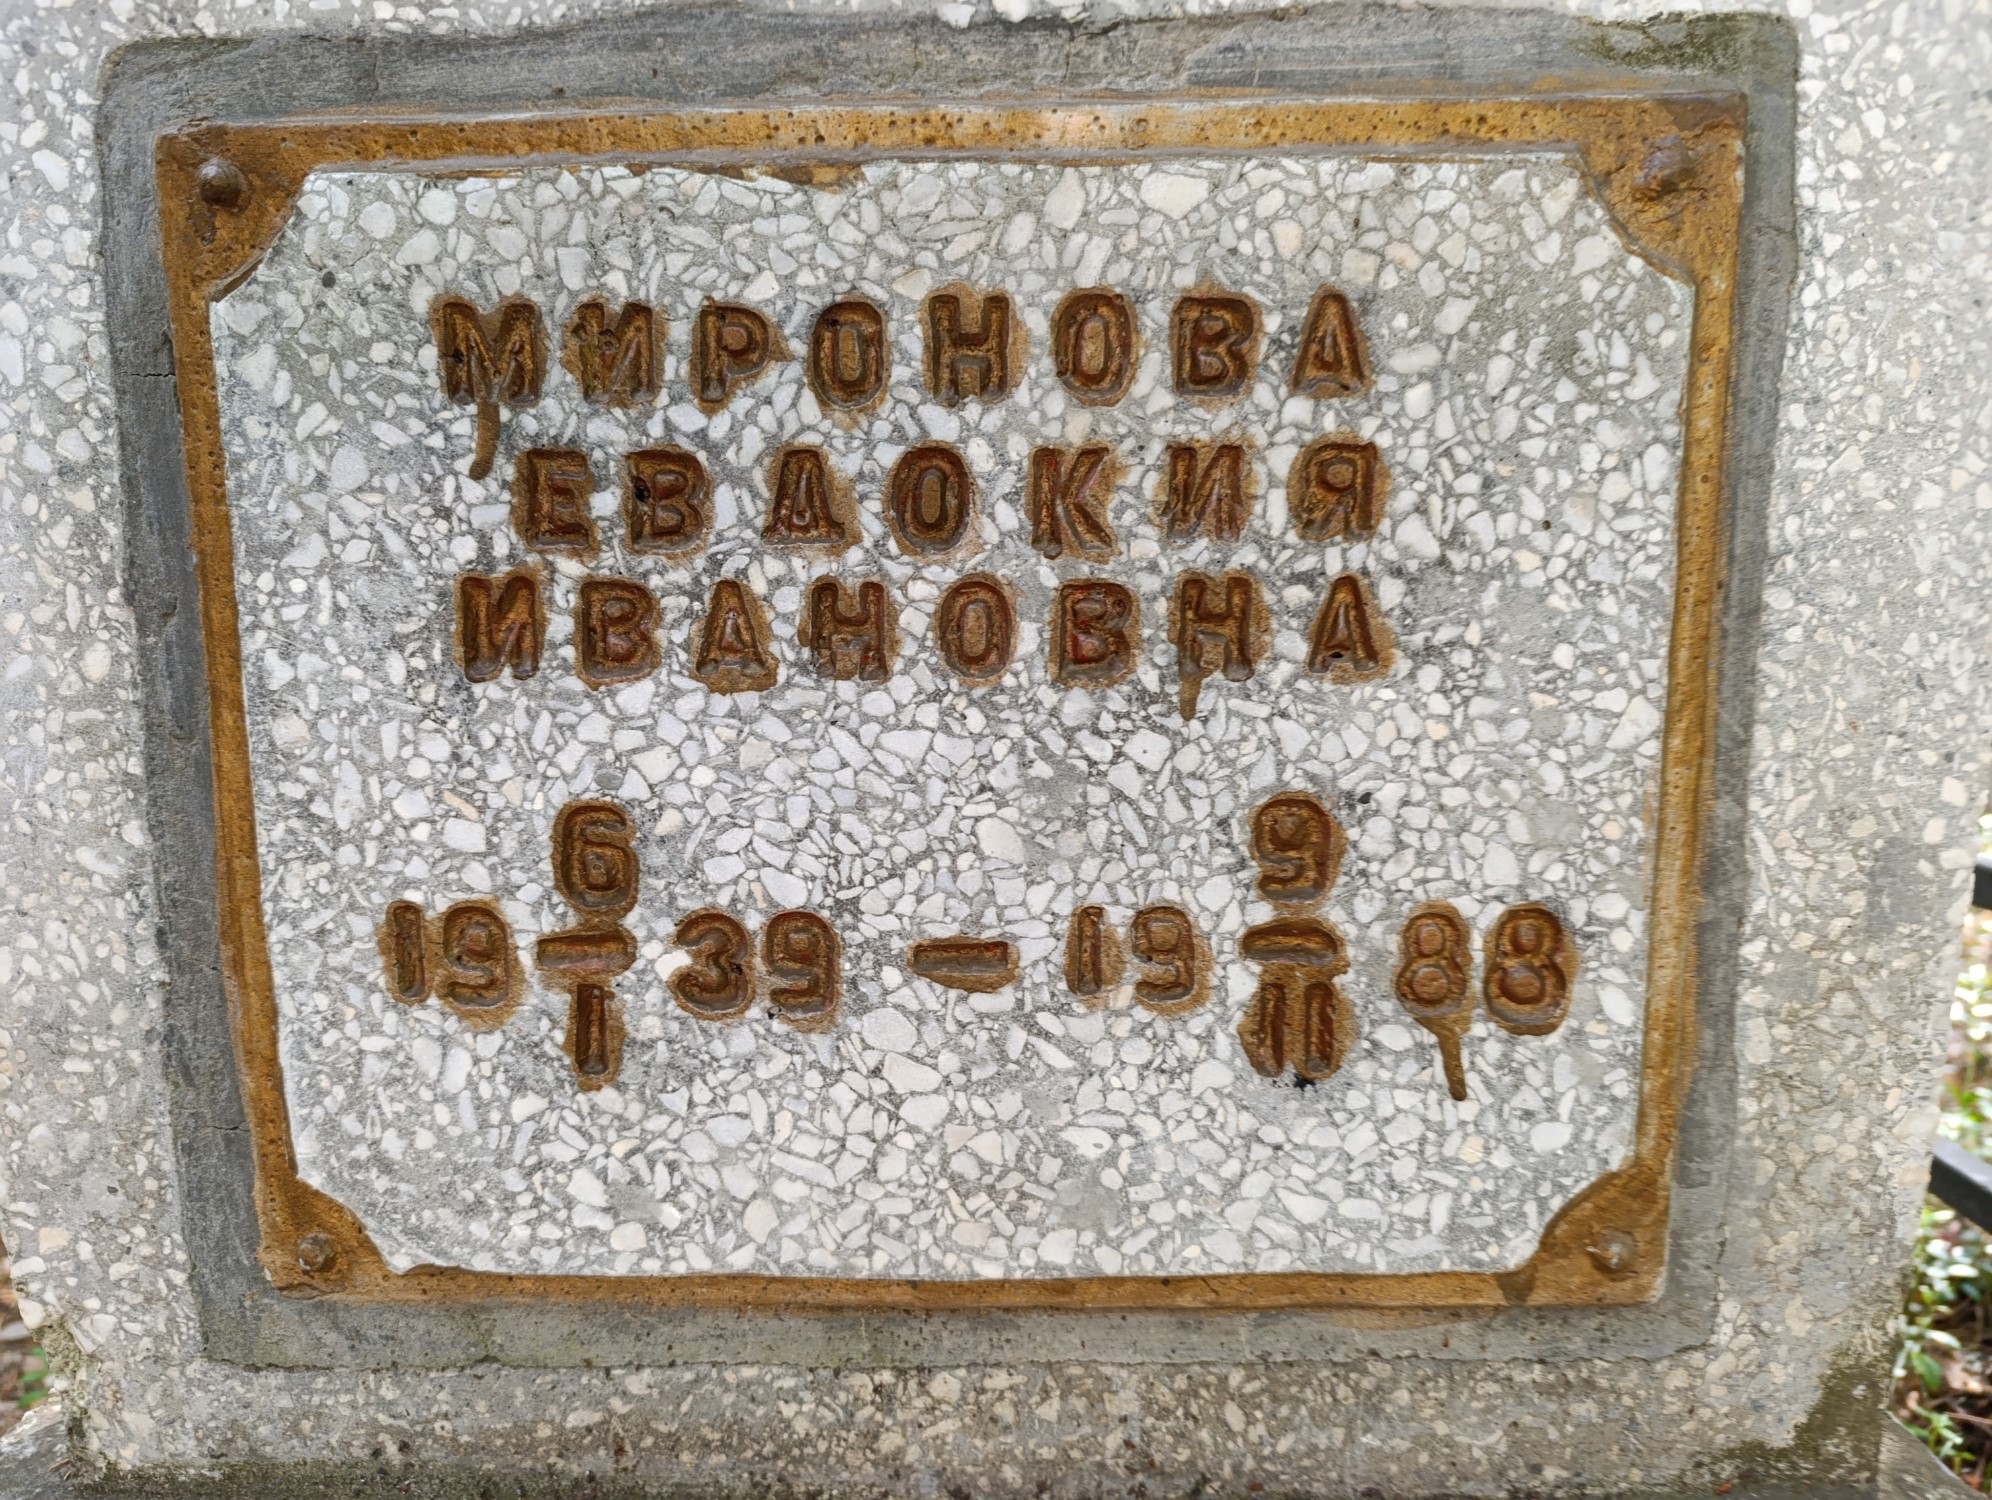 МИРОНОВА
ЕВДОКИЯ
ИВАНОВНА
19 6/I 39 — 19 9/II 88